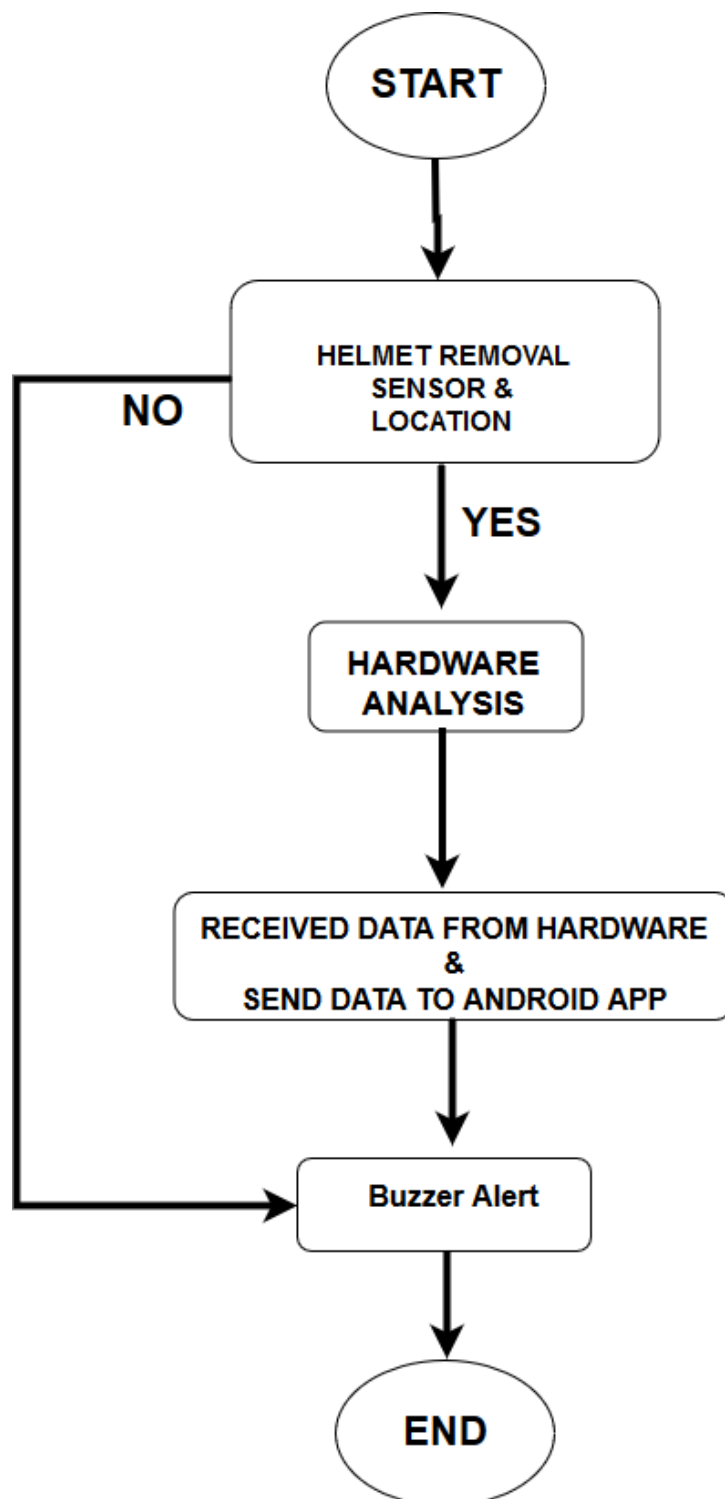 START
HELMET REMOVAL
SENSOR &
LOCATION
NO
YES
HARDWARE
ANALYSIS
RECEIVED DATA FROM HARDWARE
&
SEND DATA TO ANDROID APP
Buzzer Alert
END